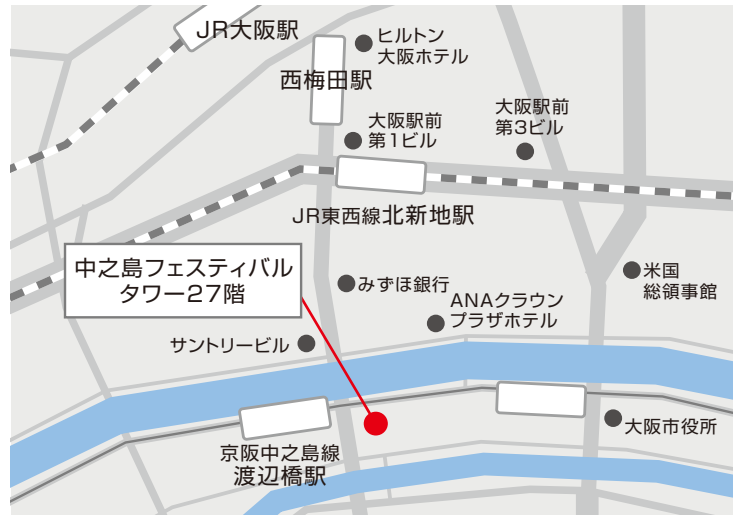 JR大阪駅
ヒルトン
大阪ホテル
西梅田駅
大阪駅前
第1ビル
大阪駅前
第3ビル
JR東西線北新地駅
中之島フェスティバル
タワー27階
みずほ銀行
米国
総領事館
ANAクラウン
プラザホテル
サントリービル
大阪市役所
京阪中之島線
渡辺橋駅